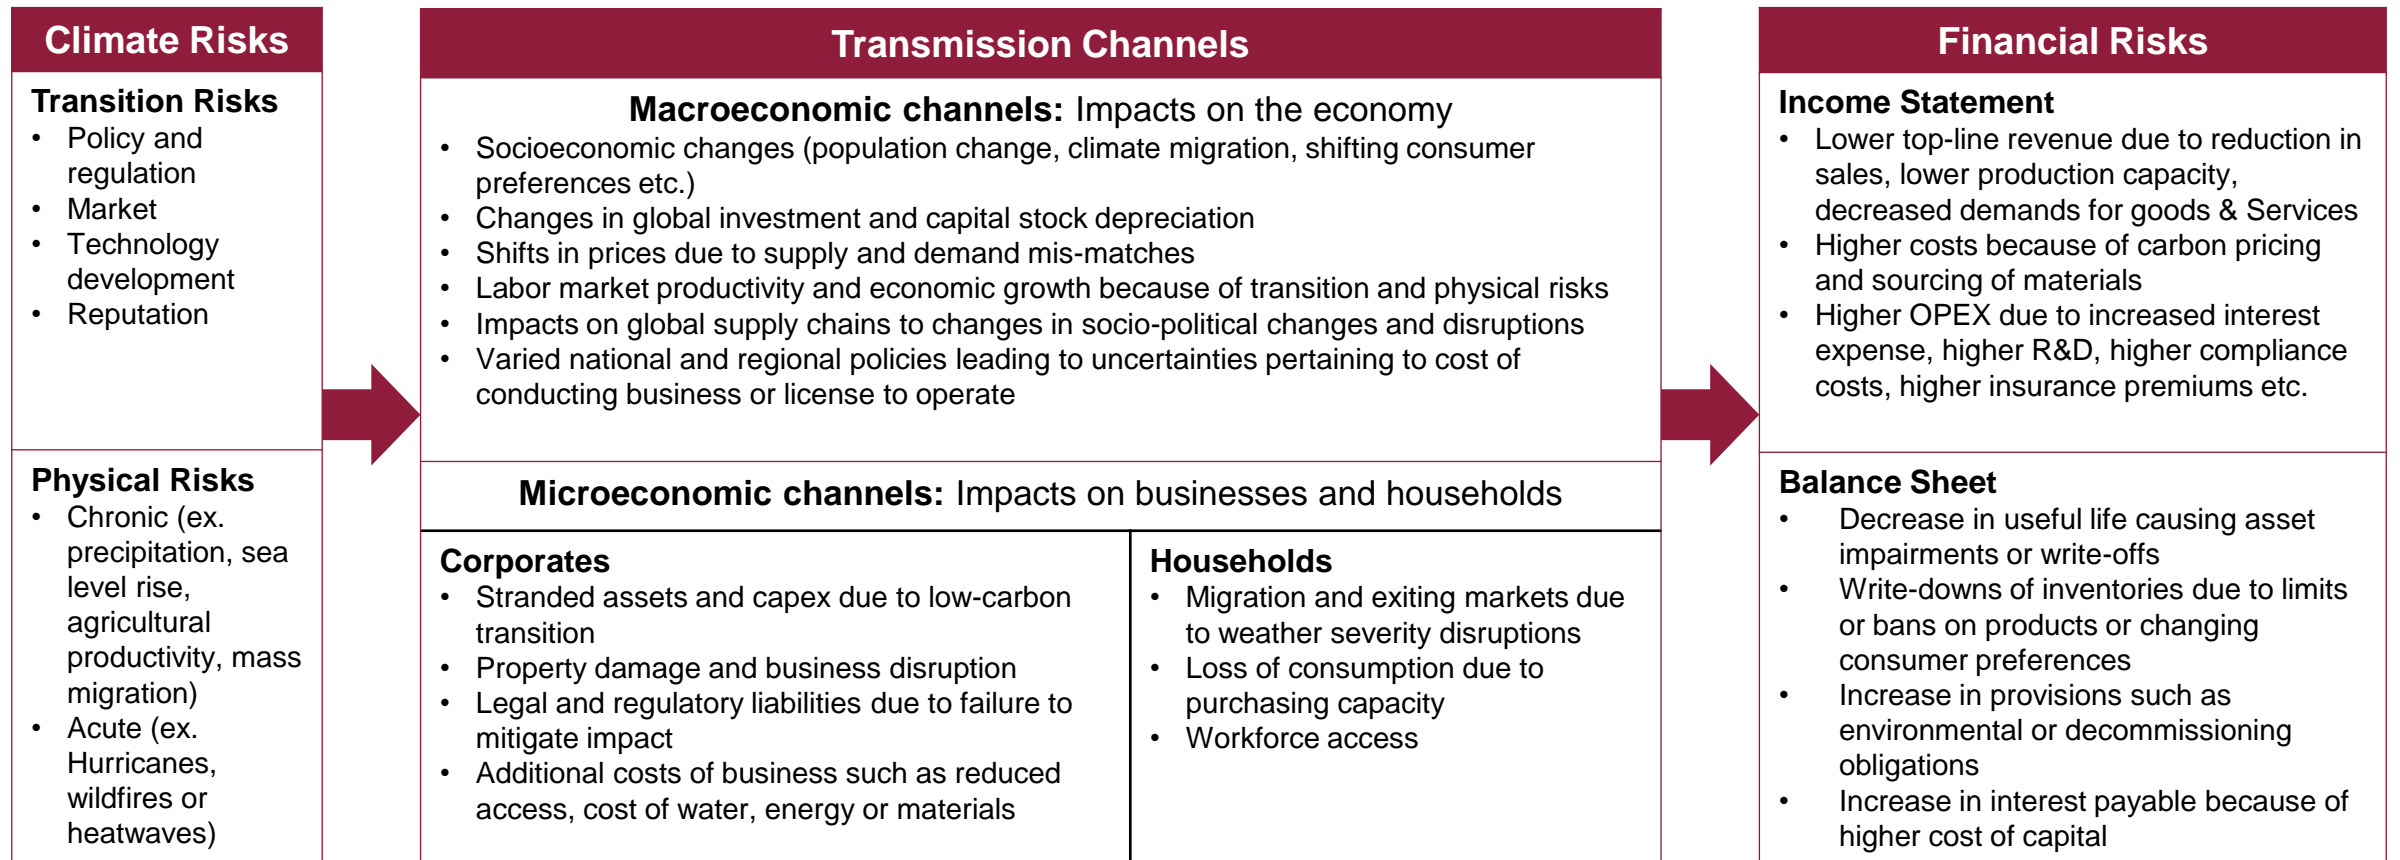 Climate Risks
Transition Risks
• Policy and
regulation
• Market
• Technology
development
• Reputation
Physical Risks
• Chronic (ex.
precipitation, sea
level rise,
agricultural
productivity, mass
migration)
• Acute (ex.
Hurricanes,
wildfires or
heatwaves)
Transmission Channels
Macroeconomic channels: Impacts on the economy
• Socioeconomic changes (population change, climate migration, shifting consumer
preferences etc.)
• Changes in global investment and capital stock depreciation
• Shifts in prices due to supply and demand mis-matches
• Labor market productivity and economic growth because of transition and physical risks
• Impacts on global supply chains to changes in socio-political changes and disruptions
• Varied national and regional policies leading to uncertainties pertaining to cost of
conducting business or license to operate
Microeconomic channels: Impacts on businesses and households
Corporates
• Stranded assets and capex due to low-carbon
transition
• Property damage and business disruption
• Legal and regulatory liabilities due to failure to
mitigate impact
• Additional costs of business such as reduced
access, cost of water, energy or materials
Households
• Migration and exiting markets due
to weather severity disruptions
• Loss of consumption due to
purchasing capacity
• Workforce access
Financial Risks
Income Statement
• Lower top-line revenue due to reduction in
sales, lower production capacity,
decreased demands for goods & Services
• Higher costs because of carbon pricing
and sourcing of materials
• Higher OPEX due to increased interest
expense, higher R&D, higher compliance
costs, higher insurance premiums etc.
Balance Sheet
• Decrease in useful life causing asset
impairments or write-offs
• Write-downs of inventories due to limits
or bans on products or changing
consumer preferences
• Increase in provisions such as
environmental or decommissioning
obligations
• Increase in interest payable because of
higher cost of capital